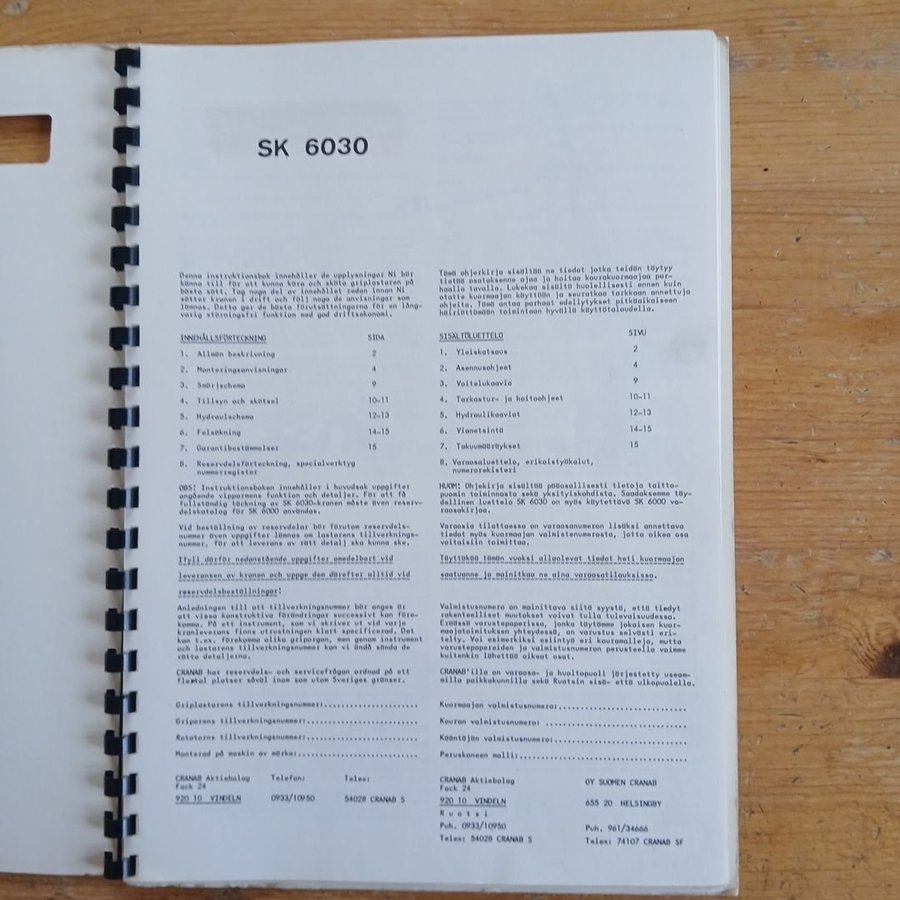 SK 6030
Denna instruktionsbok innehåller de upplysningar Ni bör
känna till för att kunna köra och sköta griplastaren på
bästa sätt. Tag noga del av innehållet redan innan Ni
sätter kranen i drift och följ noga de anvisningar som
lämnas. Detta ger de bästa förutsättningarna för en lång-
varig störningsfri funktion med god driftsekonomi.
INNEHÅLLSFÖRTECKNING SIDA
1. Allmän beskrivning 2
2. Monteringsanvisningar 4
3. Smörjschema 9
4. Tillsyn och skötsel 10-11
5. Hydraulschema 12-13
6. Felsökning 14-15
7. Garantibestämmelser 15
8. Reservdelsförteckning, specialverktyg
nummerregister
OBS! Instruktionsboken innehåller i huvudsak uppgifter
angående vipparmens funktion och detaljer. För att få
fullständig täckning av SK 6030-kranen måste även reserv-
delskatalog för SK 6000 användas.
Vid beställning av reservdelar bör förutom reservdels-
nummer även uppgifter lämnas om lastarens tillverknings-
nummer, för att leverans av rätt detalj ska kunna ske.
Ifyll därför nedanstående uppgifter omedelbart vid
leveransen av kranen och uppge dem därefter alltid vid
reservdelsbeställningar!
Anledningen till att tillverkningsnummer bör anges är
att vissa konstruktiva förändringar successivt kan före-
komma. På ett instrument, som vi skriver ut vid varje
kranleverans finns utrustningen klart specificerad. Det
kan t.ex. förekomma olika griporgan, men genom instrument
och lastarens tillverkningsnummer kan vi ändå sända de
rätta detaljerna.
CRANAB har reservdels- och servicefrågan ordnad på ett
flertal platser såväl inom som utom Sveriges gränser.
Griplastarens tillverkningsnummer:....................
Griparens tillverkningsnummer:.......................
Rotatorns tillverkningsnummer:.......................
Monterad på maskin av märke:.........................
CRANAB Aktiebolag Telefon: Telex:
Fack 24
920 10 VINDELN 0933/10950 54028 CRANAB S
Tämä ohjekirja sisältää ne tiedot jotka teidän täytyy
tietää osataksenne ajaa ja hoitaa kourakuormaajaa par-
haalla tavalla. Lukekaa sisältö huolellisesti ennen kuin
otatte kuormaajan käyttöön ja seuratkaa tarkkaan annettuja
ohjeita. Tämä antaa parhaat edellytykset pitkäaikaiseen
häiriöttömään toimintaan hyvällä käyttötaloudella.
SISÄLTÖLUETTELO SIVU
1. Yleiskatsaus 2
2. Asennusohjeet 4
3. Voitelukaavio 9
4. Tarkastus- ja hoitoohjeet 10-11
5. Hydraulikaaviot 12-13
6. Vianetsintä 14-15
7. Takuumääräykset 15
8. Varaosaluettelo, erikoistyökalut,
numerorekisteri
HUOM! Ohjekirja sisältää pääosallisesti tietoja taitto-
puomin toiminnasta sekä yksityiskohdista. Saadaksemme täy-
dellinen luettelo SK 6030 on myös käytettävä SK 6000 va-
raosakirjaa.
Varaosia tilattaessa on varaosanumeron lisäksi annettava
tiedot myös kuormaajan valmistusnumerosta, jotta oikea osa
voitaisiin toimittaa.
Täyttäkää tämän vuoksi allaolevat tiedot heti kuormaajan
saatuanne ja mainitkaa ne aina varaosatilauksissa.
Valmistusnumero on mainittava siitä syystä, että tietyt
rakenteelliset muutokset voivat tulla tulevaisuudessa.
Eräässä varustepaperissa, jonka täytämme jokaisen kuor-
maajatoimituksen yhteydessä, on varustus selvästi eri-
telty. Voi esimerkiksi esiintyä eri kouramalleja, mutta
varustepapereiden ja valmistusnumeron perusteella voimme
kuitenkin lähettää oikeat osat.
CRANAB'illa on varaosa- ja huoltopuoli järjestetty useam-
milla paikkakunnilla sekä Ruotsin sisä- että ulkopuolella.
Kuormaajan valmistusnumero:...........................
Kouran valmistusnumero: ..............................
Kääntäjän valmistusnumero:............................
Peruskoneen malli:....................................
CRANAB Aktiebolag OY SUOMEN CRANAB
Fack 24
920 10 VINDELN 655 20 HELSINGBY
R u o t s i
Puh. 0933/10950 Puh. 961/34666
Telex: 54028 CRANAB S Telex: 74107 CRANAB SF